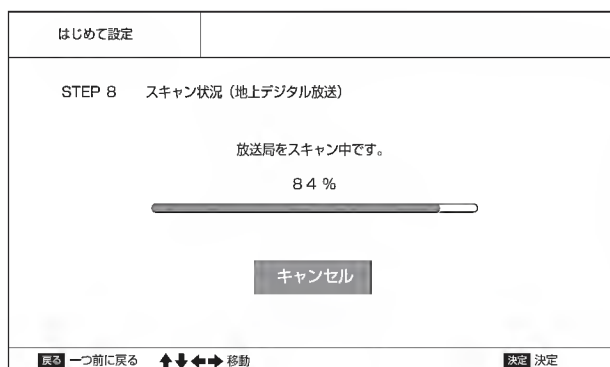 はじめて設定
STEP 8 スキャン状況（地上デジタル放送）
放送局をスキャン中です。
84%
キャンセル
戻る 一つ前に戻る ↑↓←→ 移動 決定 決定